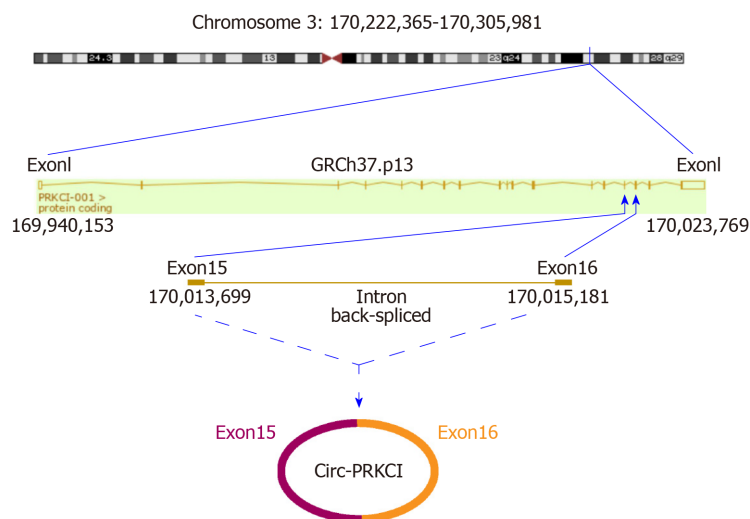 Chromosome 3: 170,222,365-170,305,981
24.3 13 23 q24 28 q29
Exonl GRCh37.p13 Exonl
PRKCI-001 >
protein coding
169,940,153 170,023,769
Exon15 Exon16
170,013,699 Intron 170,015,181
back-spliced
Exon15 Exon16
Circ-PRKCI